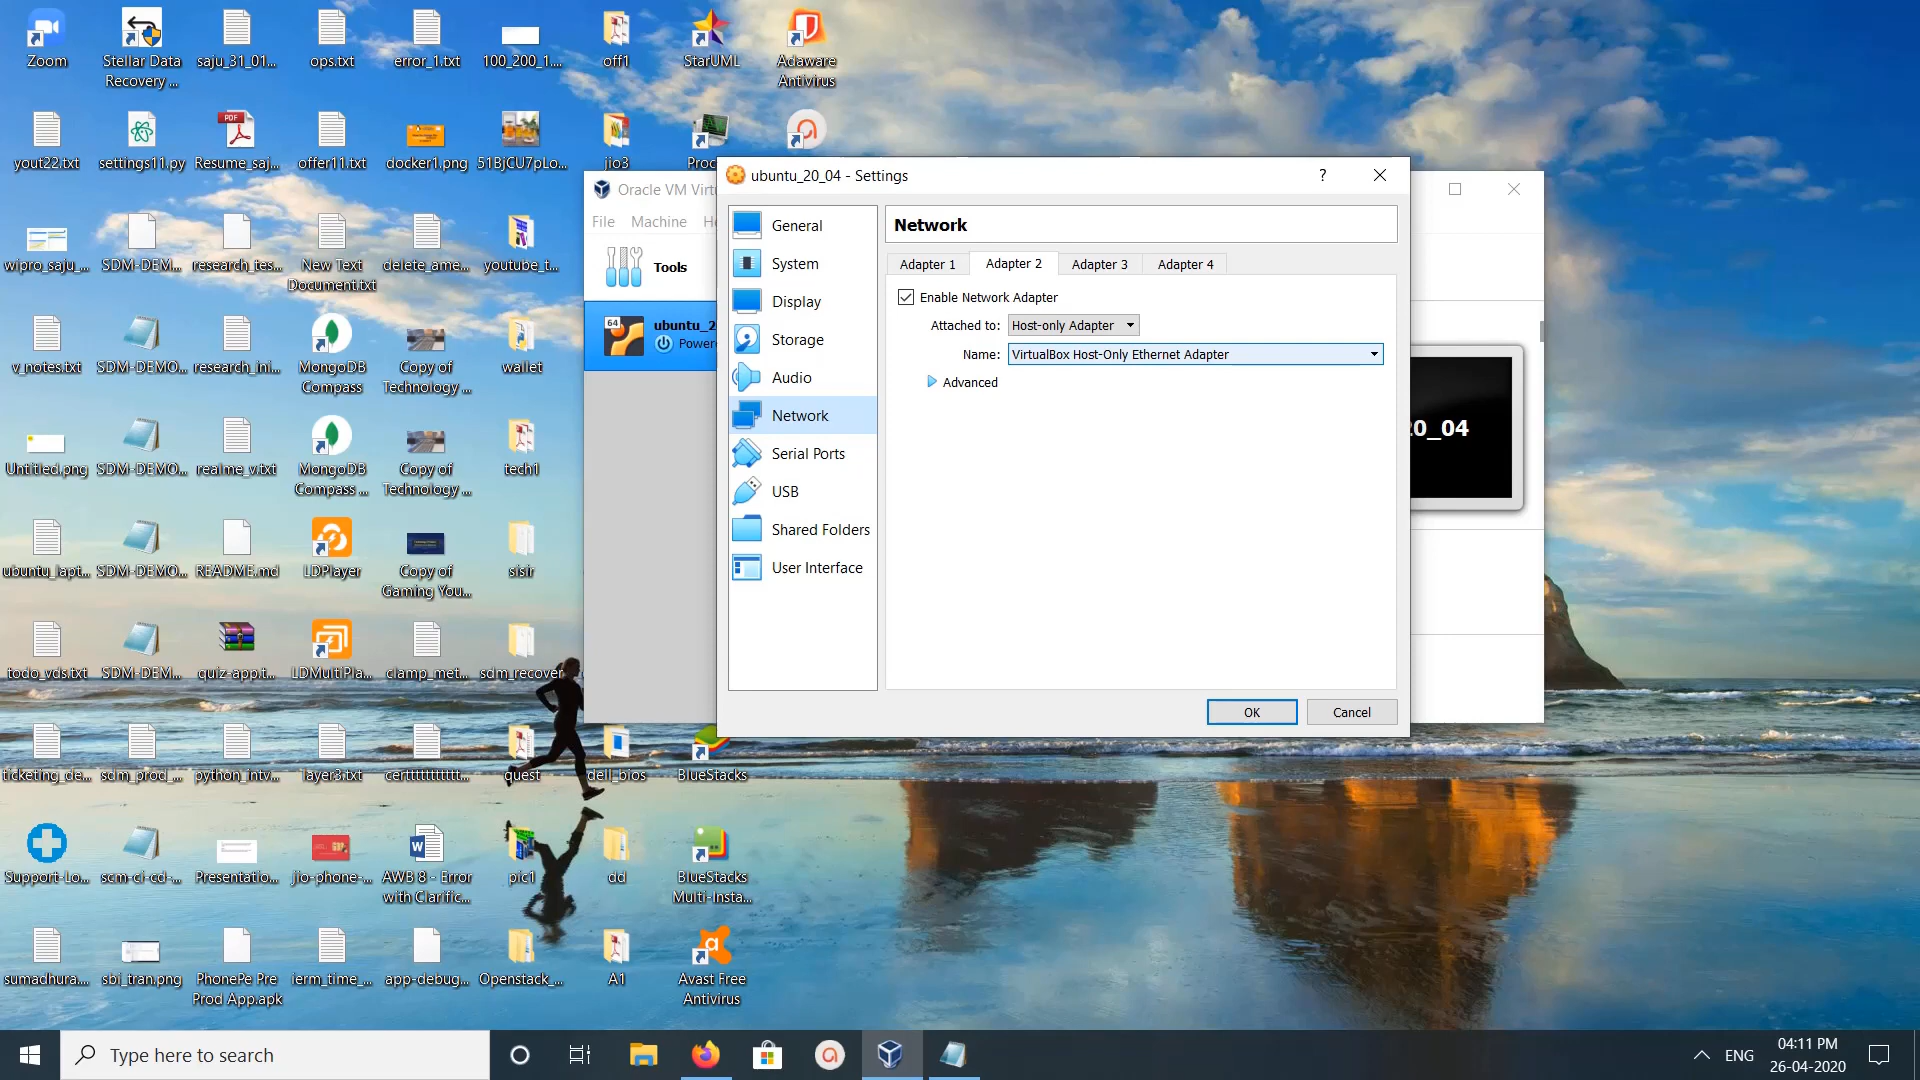 Zoom
Stellar Data
Recovery ...
saju_31_01...
ops.txt
error_1.txt
100_200_1....
off1
StarUML
Adaware
Antivirus
yout22.txt
settings11.py
PDF
Resume_saj...
offer11.txt
docker1.png
51BjCU7pLo...
jio3
Proc
wipro_saju_...
SDM-DEM...
research_tes...
New Text
Document.txt
delete_ame...
youtube_t...
v_notes.txt
SDM-DEMO...
research_ini...
MongoDB
Compass
Copy of
Technology ...
wallet
Untitled.png
SDM-DEMO...
realme_v.txt
MongoDB
Compass ...
Copy of
Technology ...
tech1
ubuntu_lapt...
SDM-DEMO...
README.md
LDPlayer
Copy of
Gaming You...
sisir
todo_vds.txt
SDM-DEM...
quiz-app.t...
LDMultiPla...
clamp_met...
sdm_recover
ticketing_de...
sdm_prod_...
python_intv...
layer3.txt
quest
dell_bios
BlueStacks
Support-Lo...
scm-ci-cd-...
Presentatio...
jio-phone-...
AWB 8 - Error
with Clarific...
pic1
dd
BlueStacks
Multi-Insta...
sumadhura....
sbi_tran.png
PhonePe Pre
Prod App.apk
ierm_time_...
app-debug...
Openstack_...
A1
Avast Free
Antivirus
Oracle VM Virtu
File Machine He
Tools
64
ubuntu_2
Power
20_04
ubuntu_20_04 - Settings
?
General
System
Display
Storage
Audio
Network
Serial Ports
USB
Shared Folders
User Interface
Network
Adapter 1
Adapter 2
Adapter 3
Adapter 4
Enable Network Adapter
Attached to: Host-only Adapter
Name: VirtualBox Host-Only Ethernet Adapter
Advanced
OK
Cancel
Type here to search
ENG
04:11 PM
26-04-2020